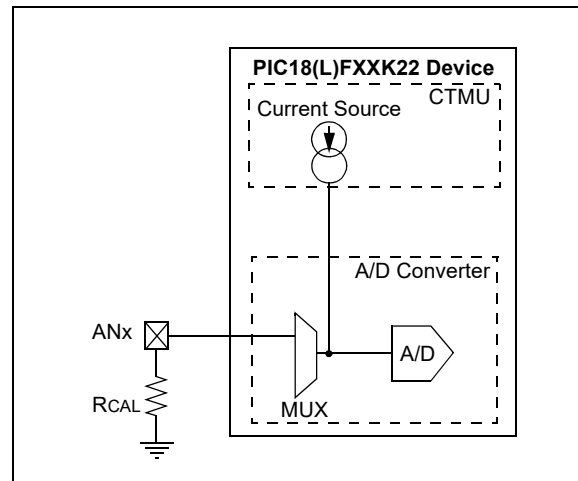 PIC18(L)FXXK22 Device
CTMU
Current Source
A/D Converter
ANx
A/D
RCAL
MUX